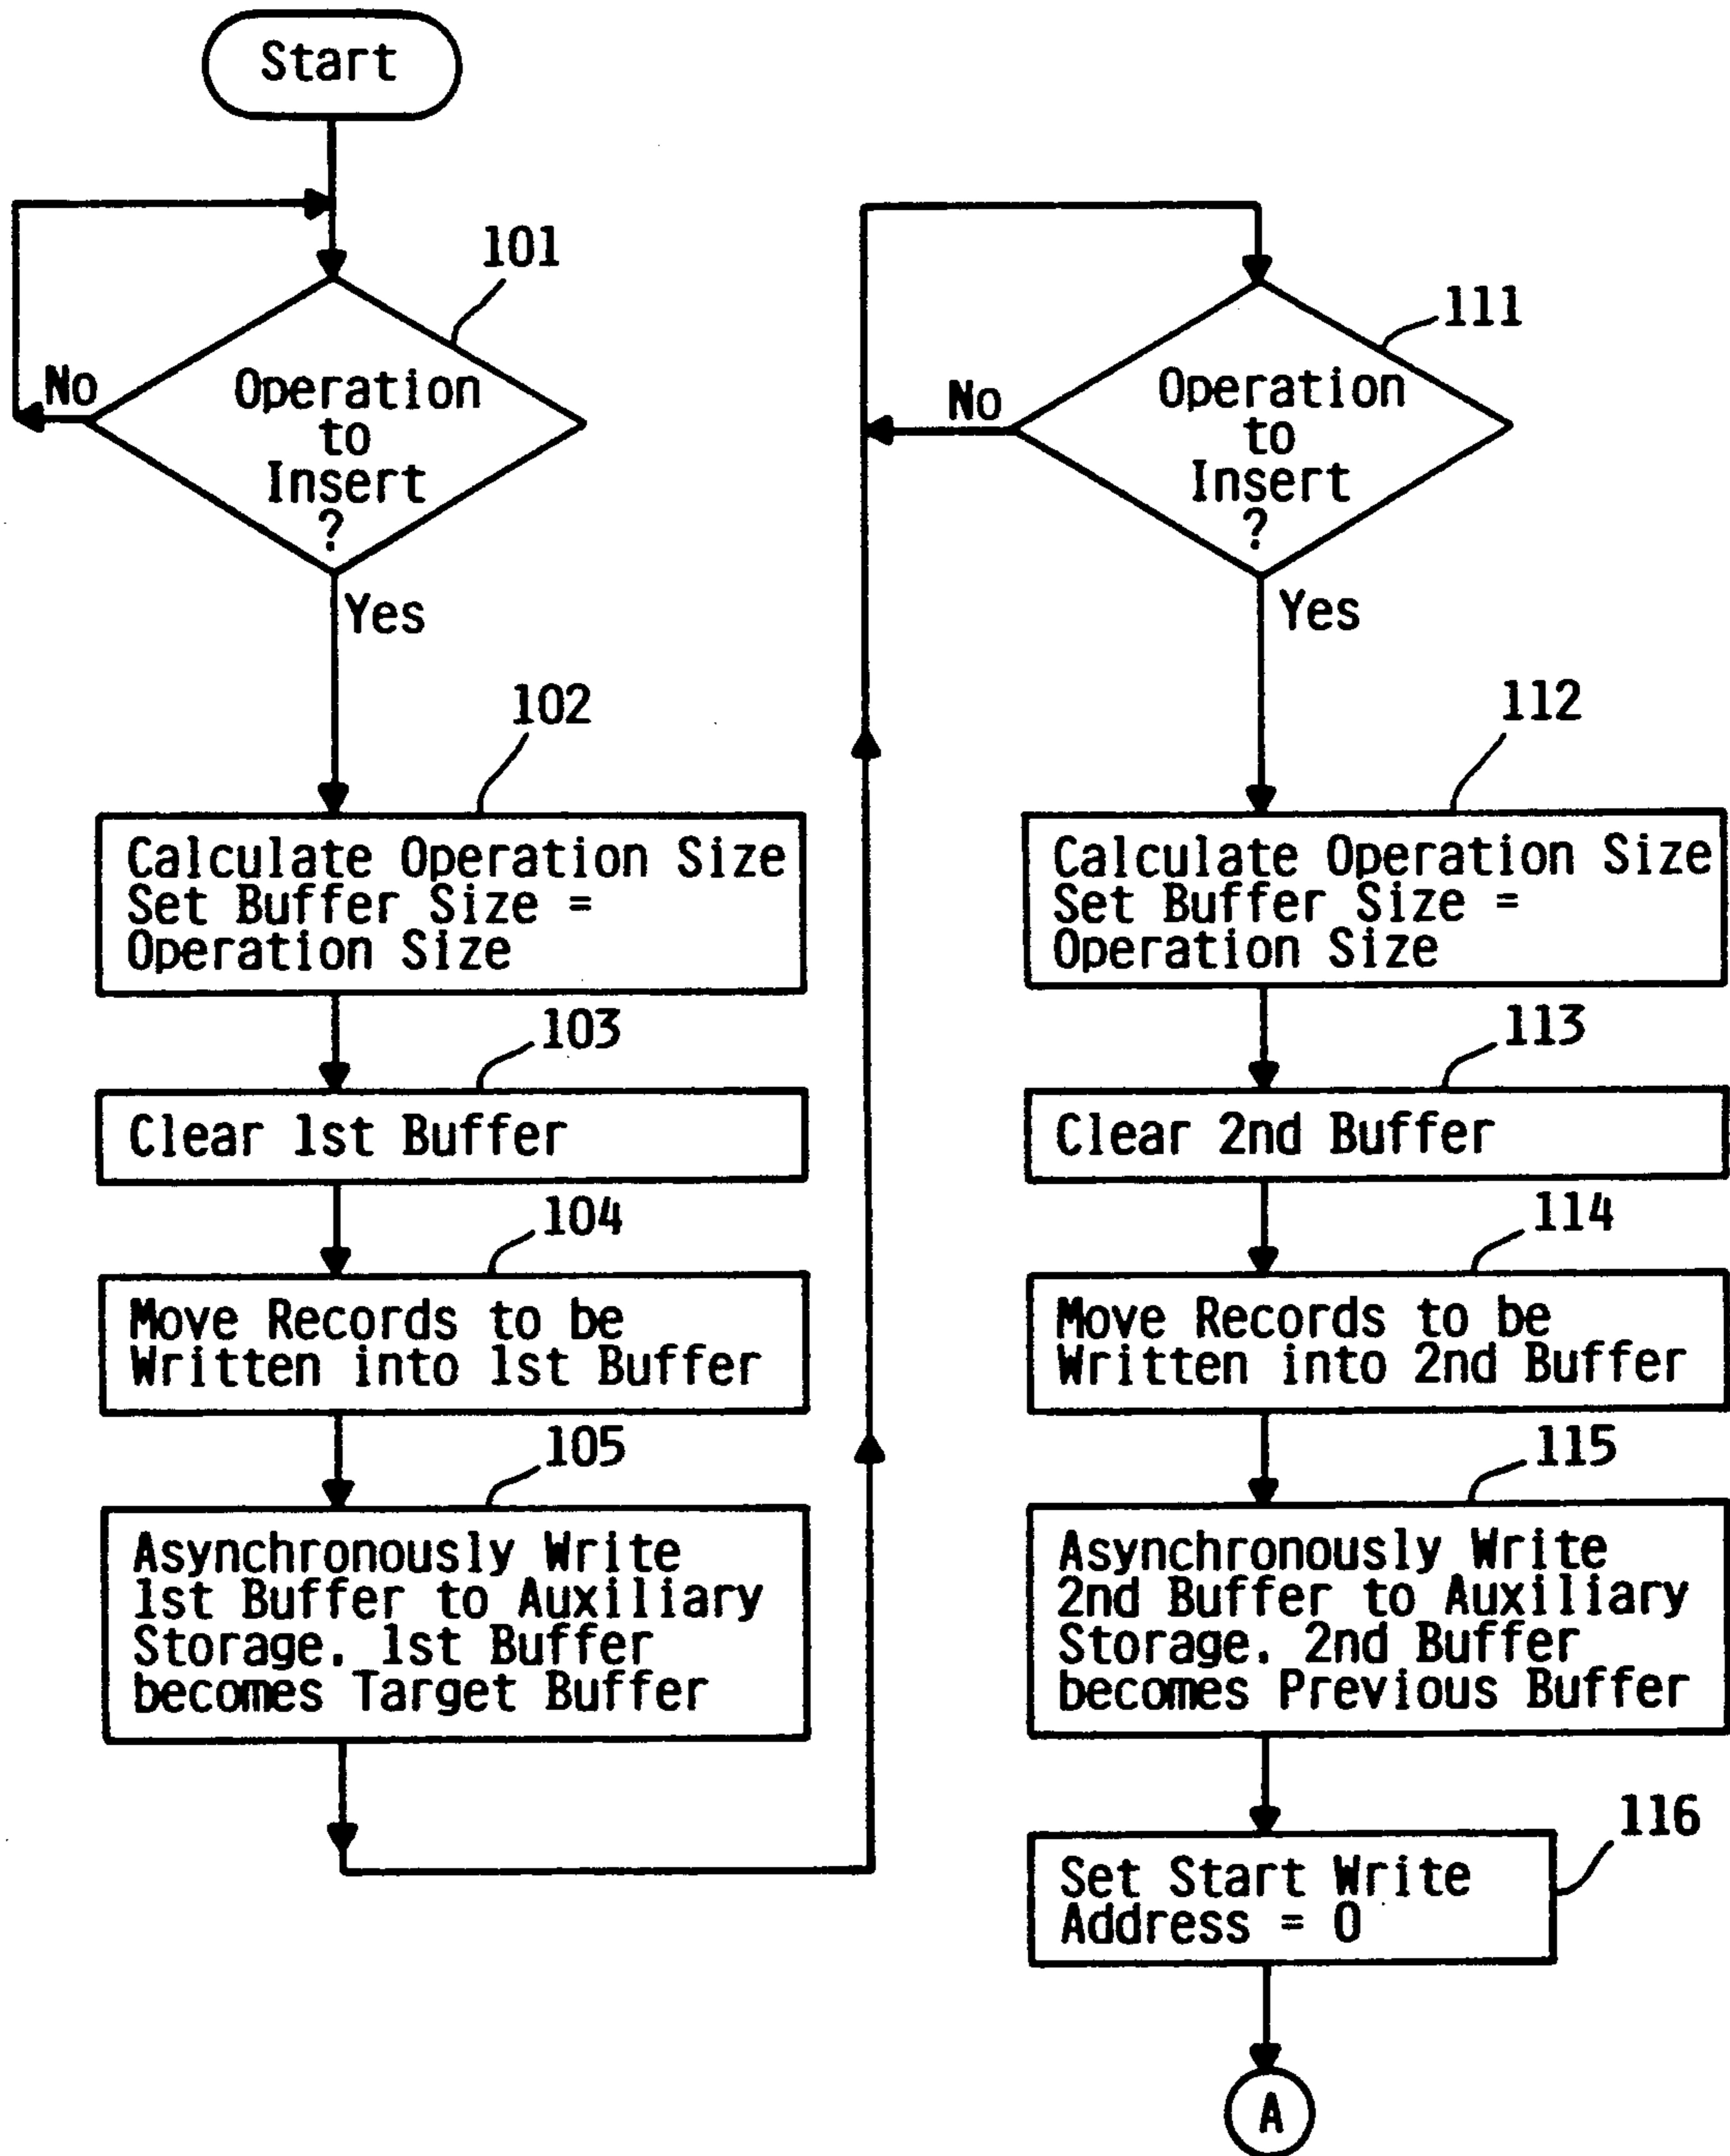 Start
101
No
Operation
to
Insert
?
Yes
102
Calculate Operation Size
Set Buffer Size =
Operation Size
103
Clear 1st Buffer
104
Move Records to be
Written into 1st Buffer
105
Asynchronously Write
1st Buffer to Auxiliary
Storage. 1st Buffer
becomes Target Buffer
111
No
Operation
to
Insert
?
Yes
112
Calculate Operation Size
Set Buffer Size =
Operation Size
113
Clear 2nd Buffer
114
Move Records to be
Written into 2nd Buffer
115
Asynchronously Write
2nd Buffer to Auxiliary
Storage. 2nd Buffer
becomes Previous Buffer
116
Set Start Write
Address = 0
A